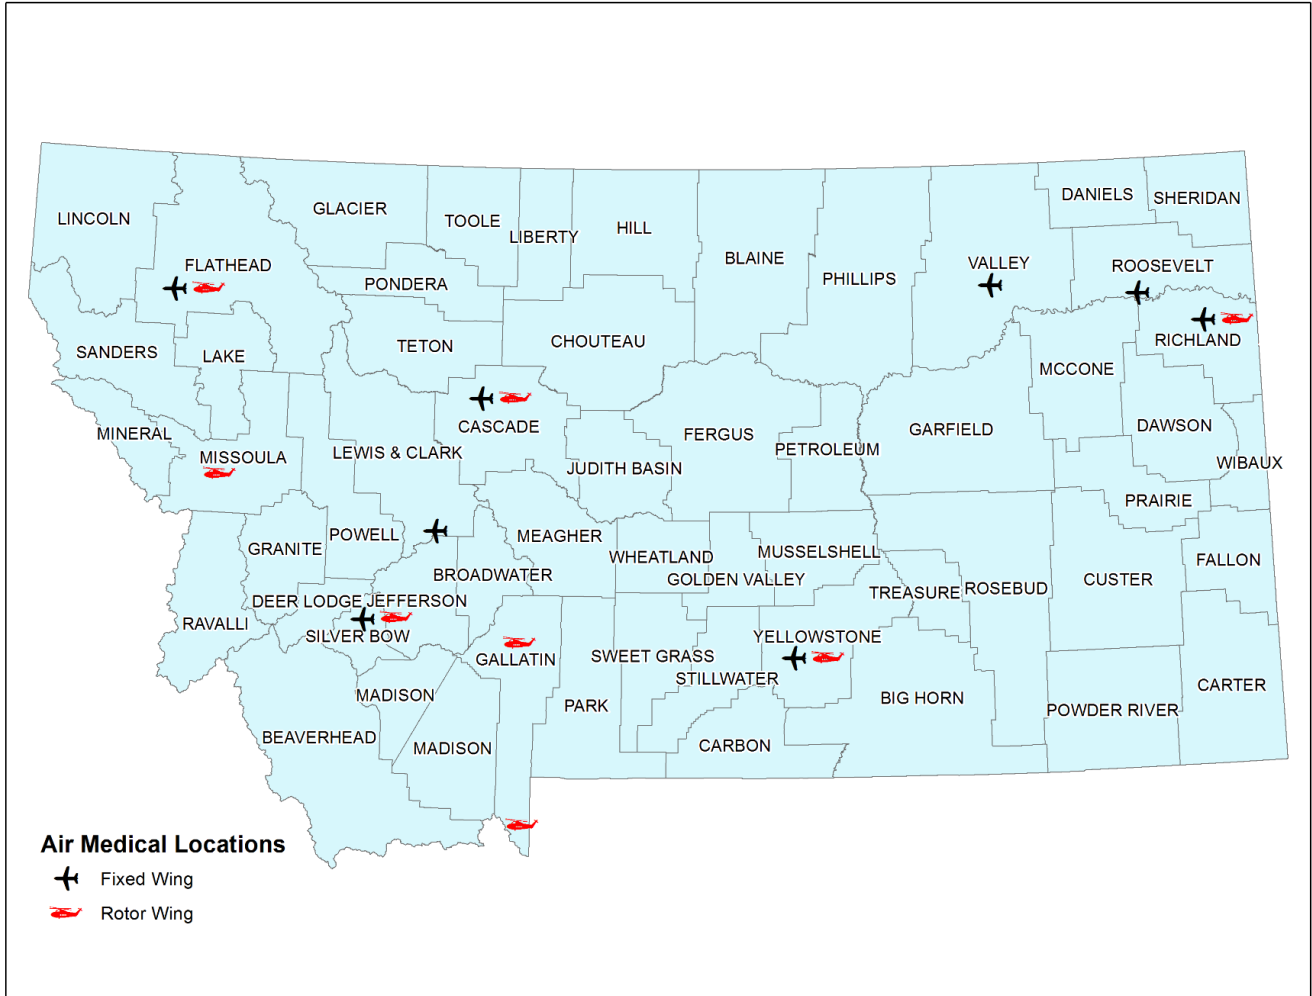 DANIELS
SHERIDAN
LINCOLN
GLACIER
TOOLE
LIBERTY
HILL
BLAINE
FLATHEAD
PONDERA
PHILLIPS
VALLEY
ROOSEVELT
SANDERS
LAKE
TETON
CHOUTEAU
RICHLAND
MCCONE
MINERAL
MISSOULA
LEWIS & CLARK
CASCADE
JUDITH BASIN
FERGUS
PETROLEUM
GARFIELD
DAWSON
WIBAUX
PRAIRIE
GRANITE
POWELL
MEAGHER
WHEATLAND
GOLDEN VALLEY
MUSSELSHELL
BROADWATER
TREASURE
ROSEBUD
CUSTER
FALLON
DEER LODGE
JEFFERSON
RAVALLI
SILVER BOW
GALLATIN
SWEET GRASS
STILLWATER
YELLOWSTONE
BIG HORN
CARTER
MADISON
PARK
POWDER RIVER
BEAVERHEAD
MADISON
CARBON
Air Medical Locations
Fixed Wing
Rotor Wing